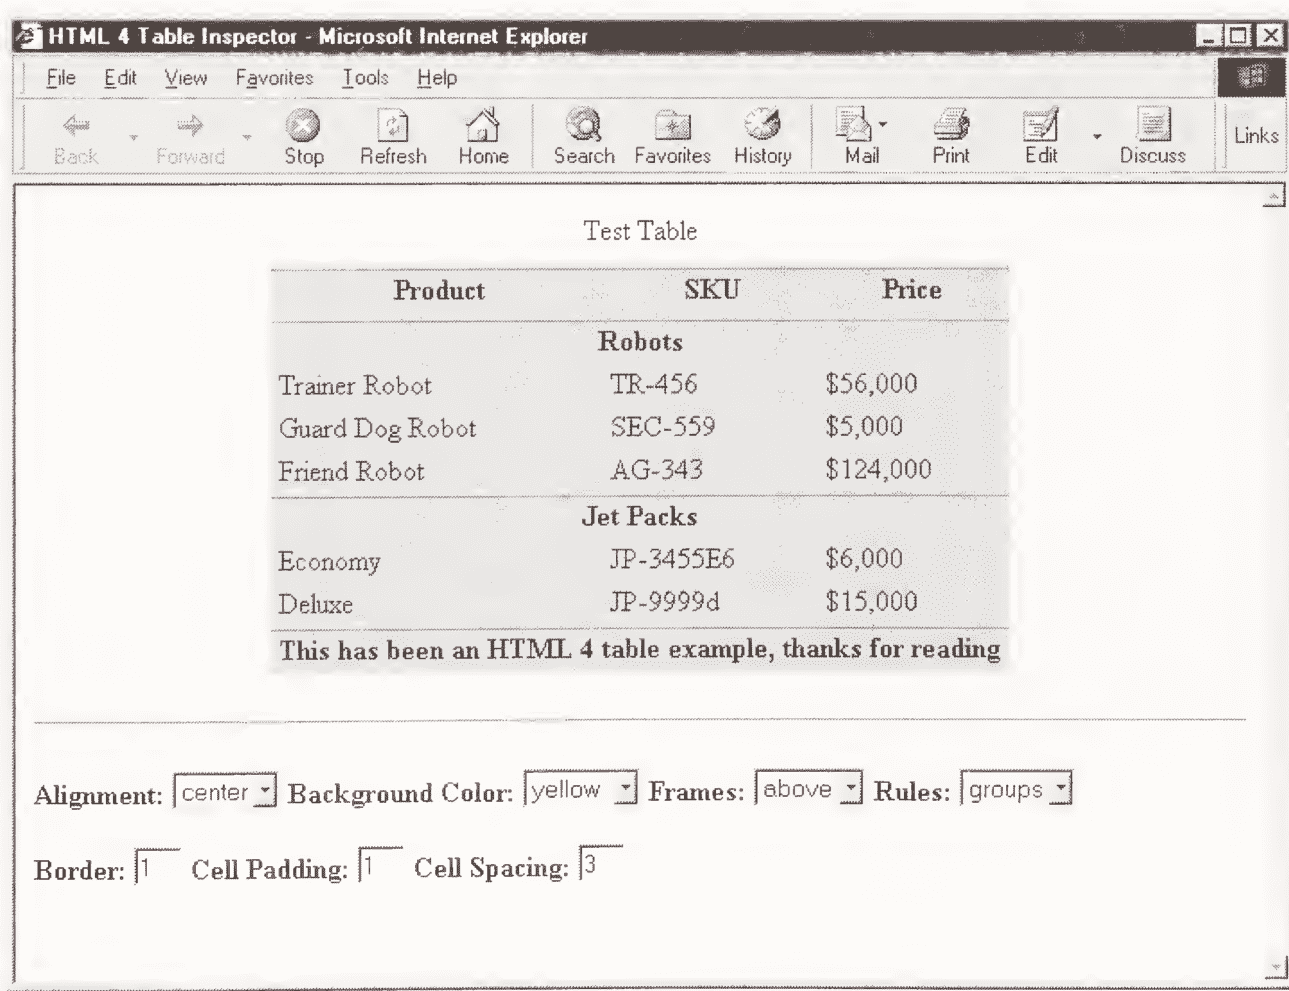 HTML 4 Table Inspector - Microsoft Internet Explorer
File Edit View Favorites Tools Help
Back Forward Stop Refresh Home Search Favorites History Mail Print Edit Discuss Links
Test Table
Product SKU Price
Robots
Trainer Robot TR-456 $56,000
Guard Dog Robot SEC-559 $5,000
Friend Robot AG-343 $124,000
Jet Packs
Economy JP-3455E6 $6,000
Deluxe JP-9999d $15,000
This has been an HTML 4 table example, thanks for reading
Alignment: center Background Color: yellow Frames: above Rules: groups
Border: 1 Cell Padding: 1 Cell Spacing: 3